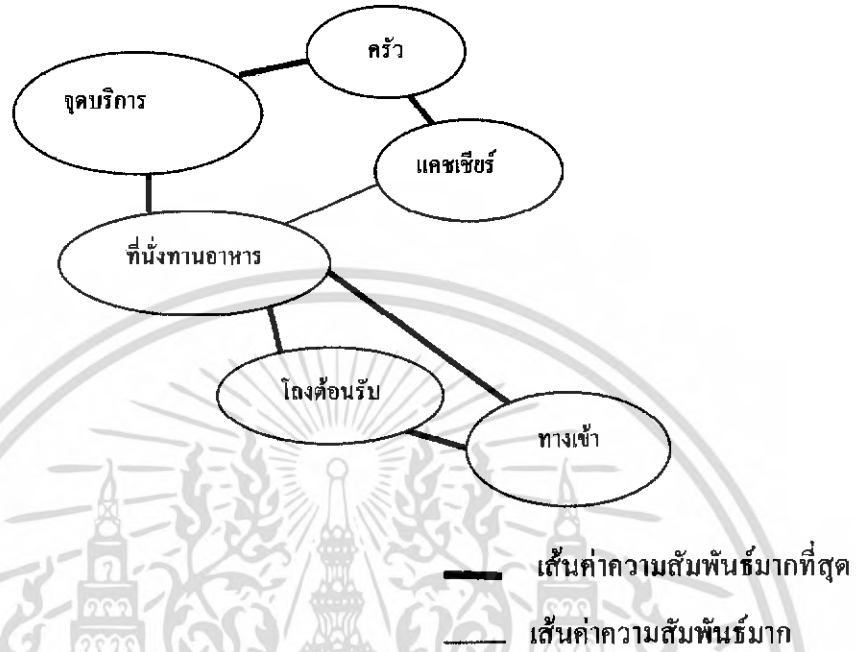 ครัว
จุดบริการ
แคชเชียร์
ที่นั่งทานอาหาร
โถงต้อนรับ
ทางเข้า
เส้นค่าความสัมพันธ์มากที่สุด
เส้นค่าความสัมพันธ์มาก